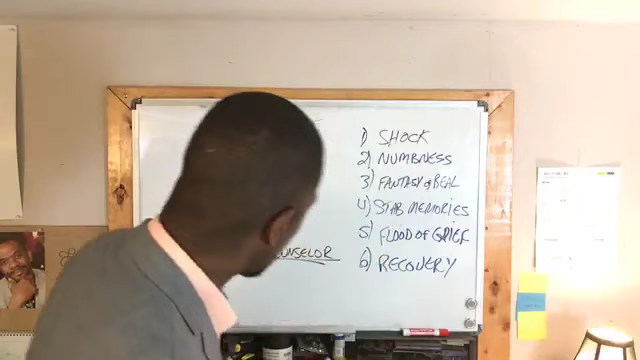 1) SHOCK
2) NUMBNESS
3) FANTASY & REAL
4) STAB MEMORIES
5) FLOOD OF GRIEF
6) RECOVERY